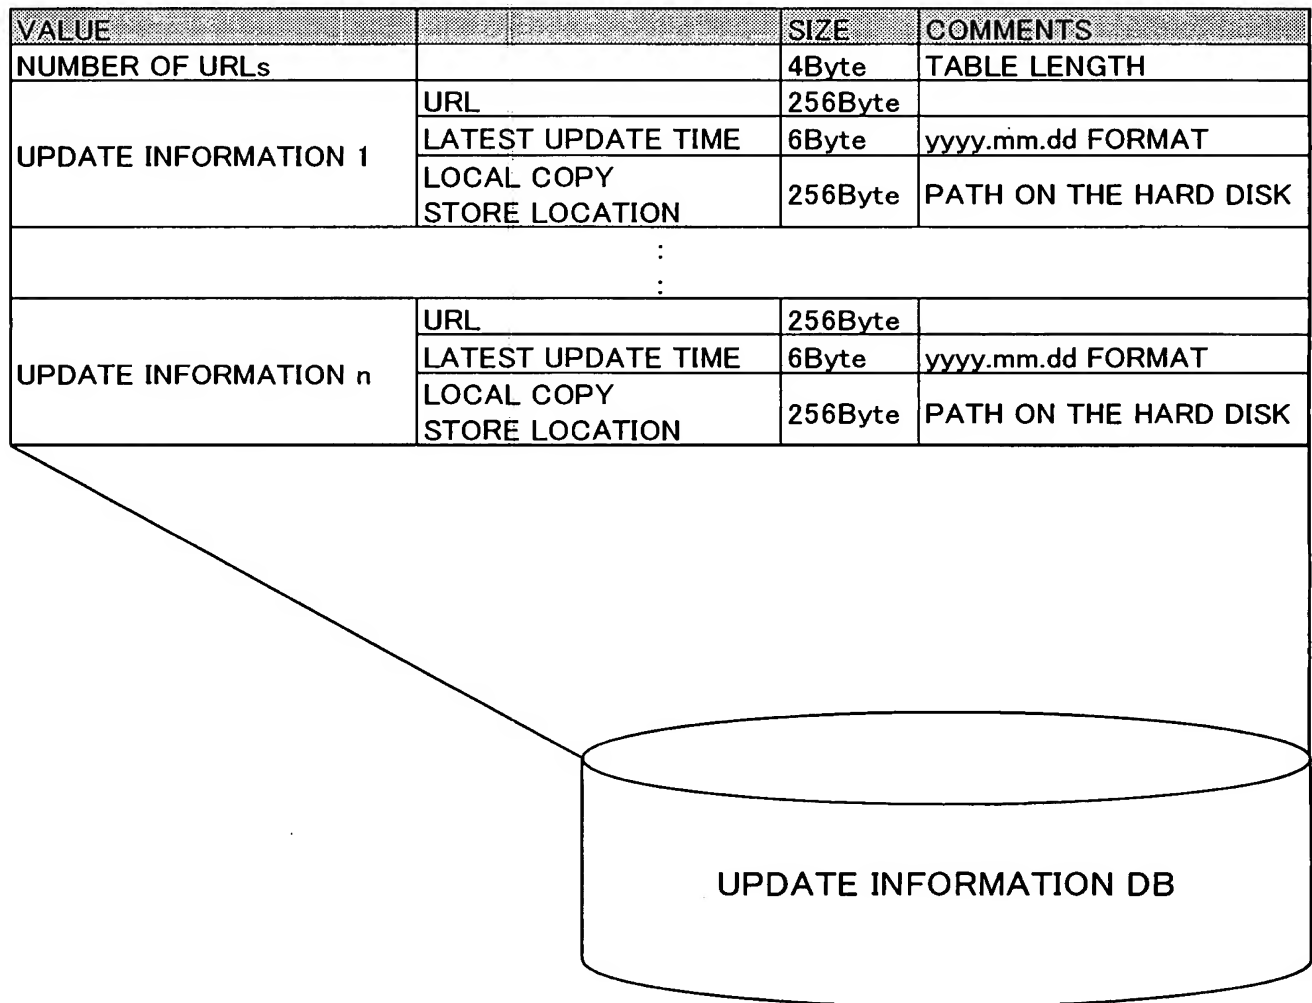 VALUE SIZE COMMENTS
NUMBER OF URLs 4Byte TABLE LENGTH
UPDATE INFORMATION 1
URL 256Byte
LATEST UPDATE TIME 6Byte yyyy.mm.dd FORMAT
LOCAL COPY
STORE LOCATION 256Byte PATH ON THE HARD DISK
:
:
UPDATE INFORMATION n
URL 256Byte
LATEST UPDATE TIME 6Byte yyyy.mm.dd FORMAT
LOCAL COPY
STORE LOCATION 256Byte PATH ON THE HARD DISK
UPDATE INFORMATION DB